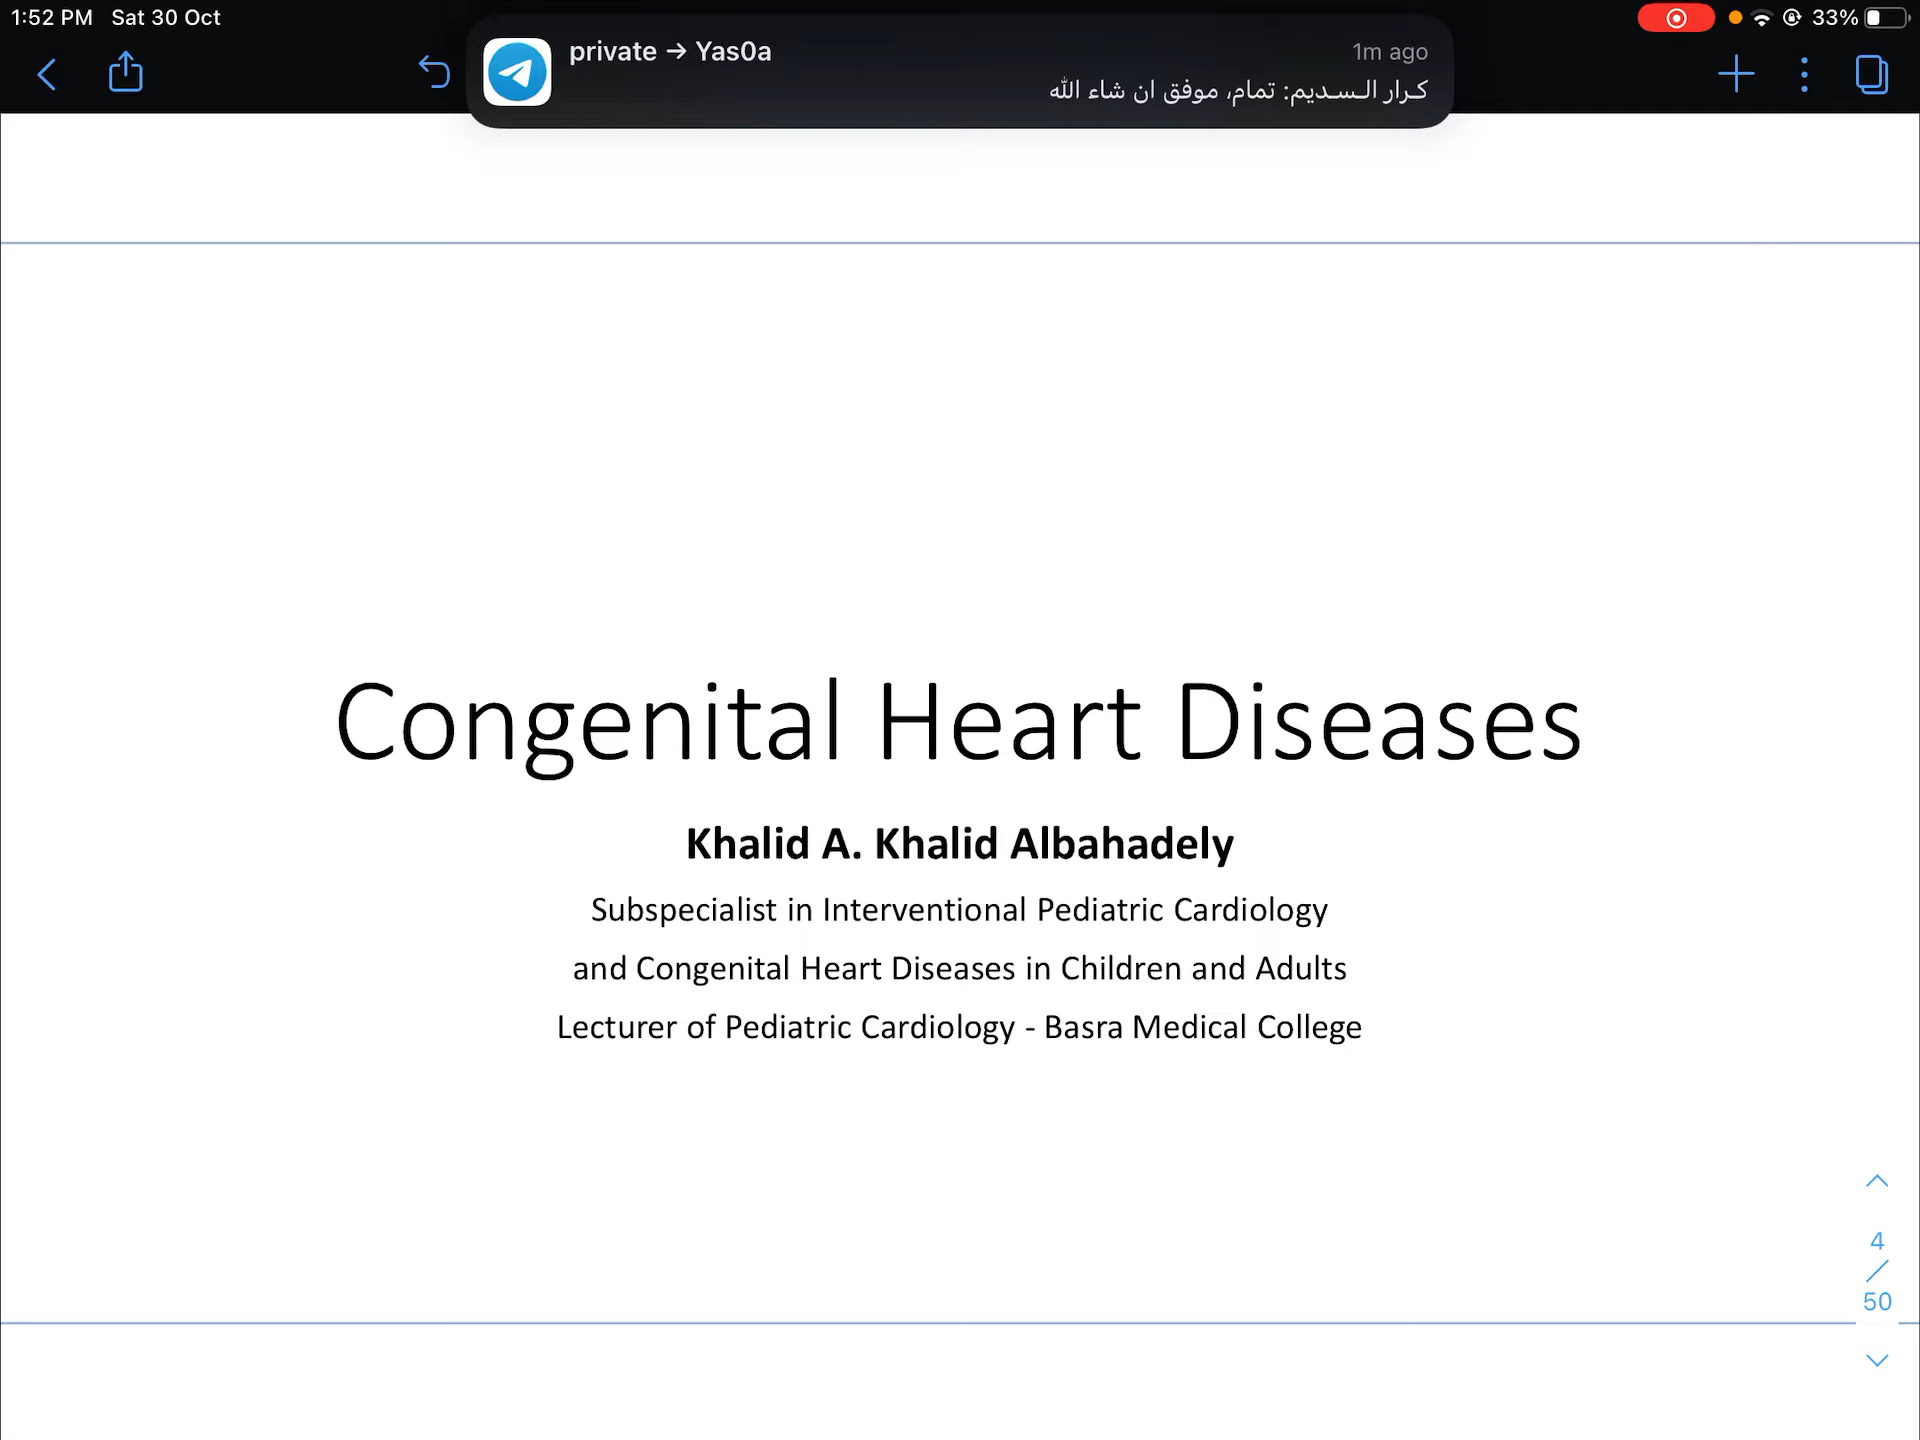 1:52 PM Sat 30 Oct
33%
private → Yas0a
1m ago
كـرار الـسـديم: تمام، موفق ان شاء الله
Congenital Heart Diseases
Khalid A. Khalid Albahadely
Subspecialist in Interventional Pediatric Cardiology
and Congenital Heart Diseases in Children and Adults
Lecturer of Pediatric Cardiology - Basra Medical College
4
/
50